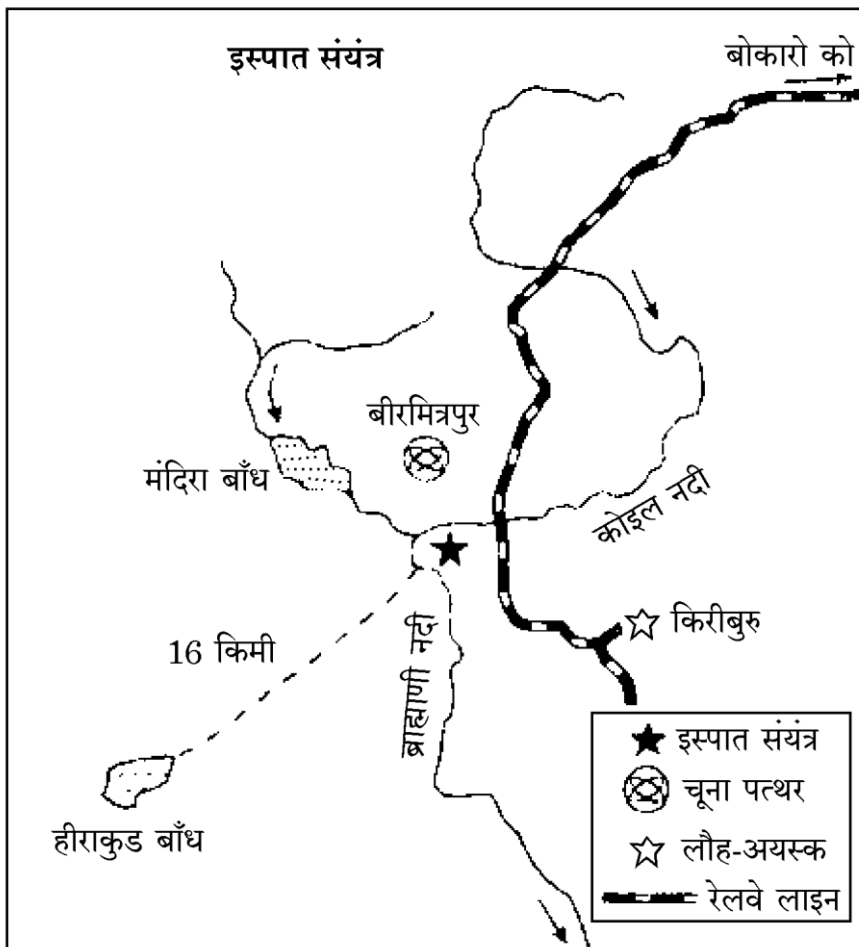 इस्पात संयंत्र
बोकारो को
बीरमित्रपुर
मंदिरा बाँध
कोइल नदी
किरीबुरु
16 किमी
ब्राह्मणी नदी
हीराकुड बाँध
इस्पात संयंत्र
चूना पत्थर
लौह-अयस्क
रेलवे लाइन